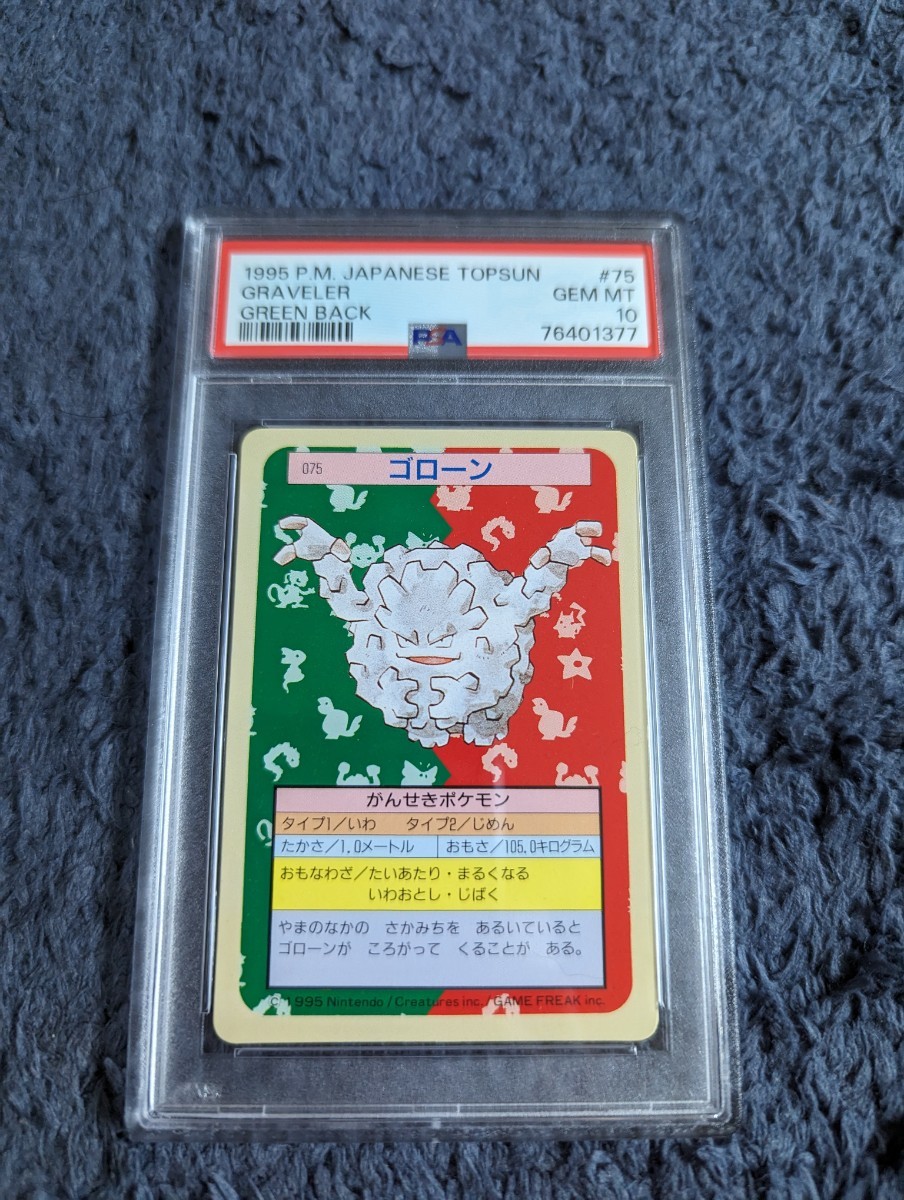 1995 P.M. JAPANESE TOPSUN #75
GRAVELER GEM MT
GREEN BACK 10
PSA 76401377
075 ゴローン
がんせきポケモン
タイプ1/いわ タイプ2/じめん
たかさ/1.0メートル おもさ/105.0キログラム
おもなわざ/たいあたり・まるくなる
いわおとし・じばく
やまのなかの さかみちを あるいていると
ゴローンが ころがって くることが ある。
© 1995 Nintendo/Creatures inc./GAME FREAK inc.